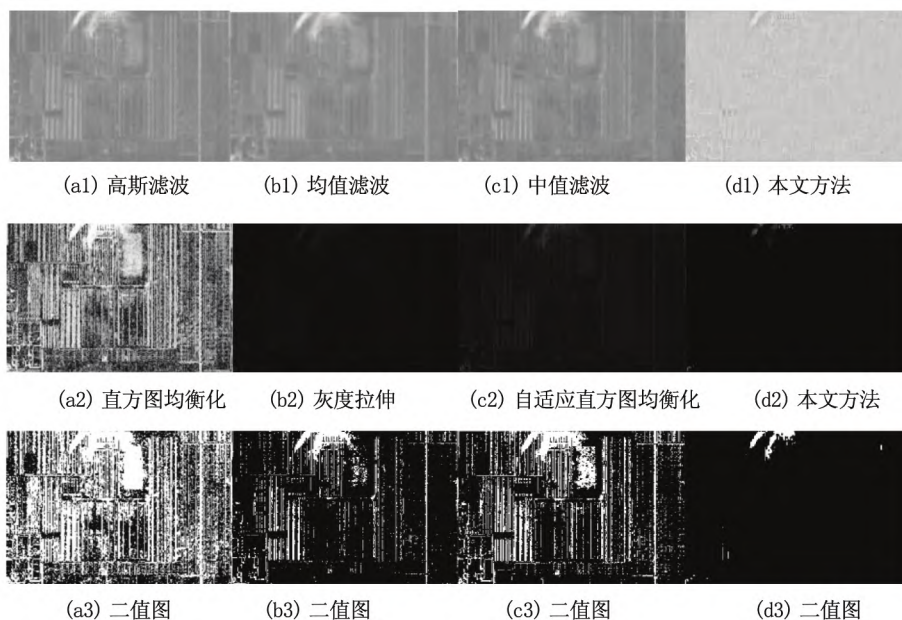 (a1) 高斯滤波 (b1) 均值滤波 (c1) 中值滤波 (d1) 本文方法
(a2) 直方图均衡化 (b2) 灰度拉伸 (c2) 自适应直方图均衡化 (d2) 本文方法
(a3) 二值图 (b3) 二值图 (c3) 二值图 (d3) 二值图